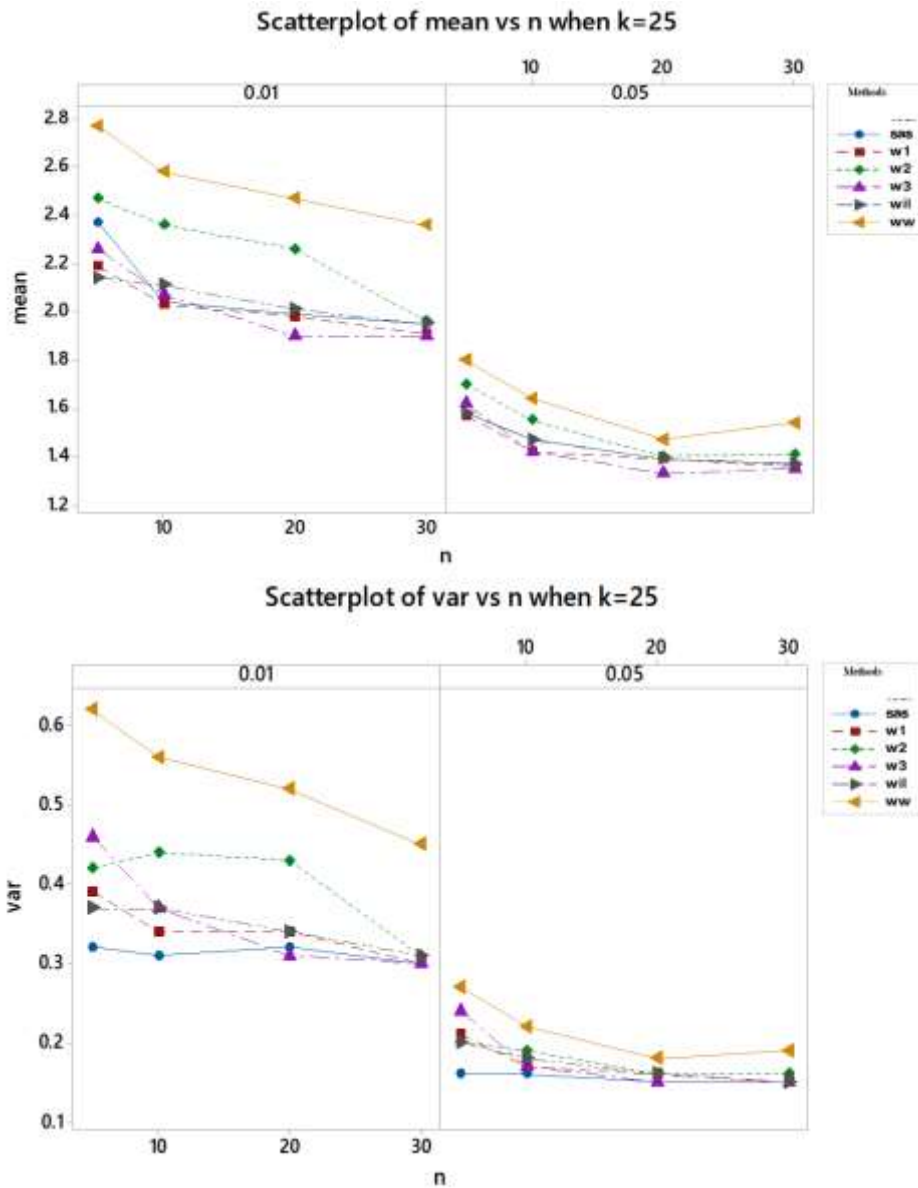 Scatterplot of mean vs n when k=25
10 20 30
0.01 0.05
2.8
2.6
2.4
2.2
2.0
1.8
1.6
1.4
1.2
mean
10 20 30
n
Methods
sas
w1
w2
w3
wil
ww
Scatterplot of var vs n when k=25
10 20 30
0.01 0.05
0.6
0.5
0.4
0.3
0.2
0.1
var
10 20 30
n
Methods
sas
w1
w2
w3
wil
ww